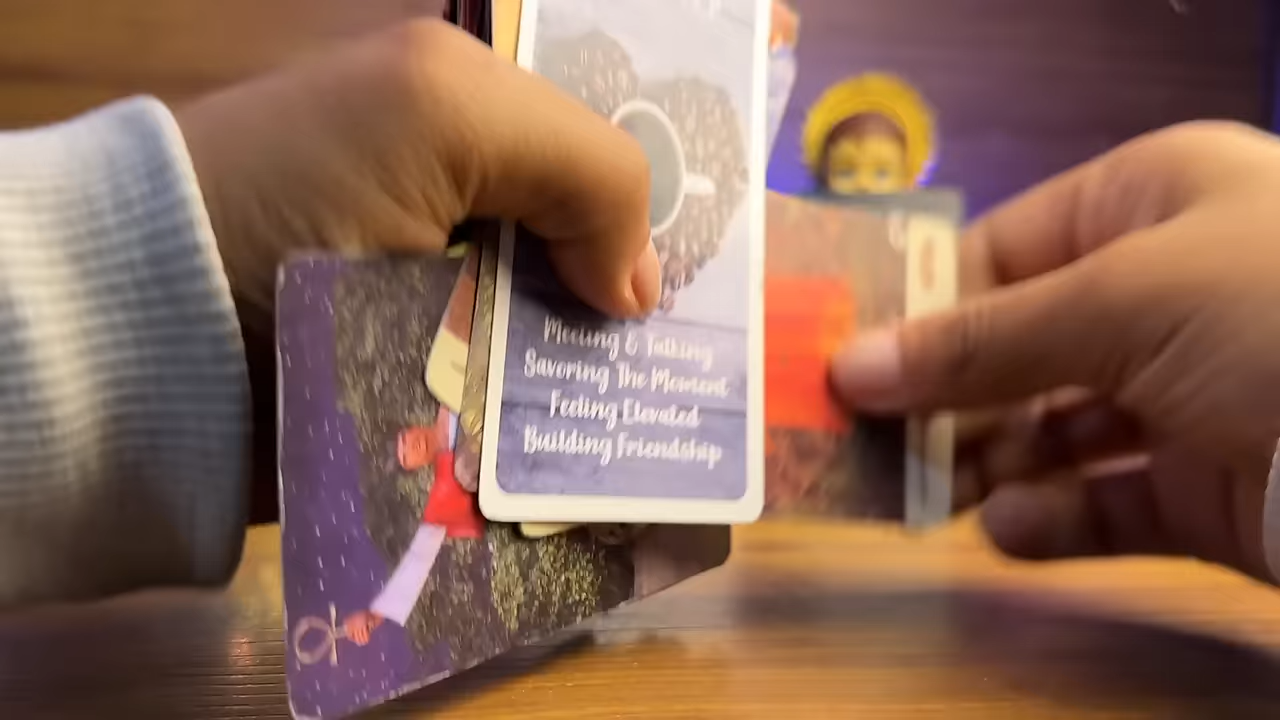 Meeting & Talking
Savoring The Moment
Feeling Elevated
Building Friendship